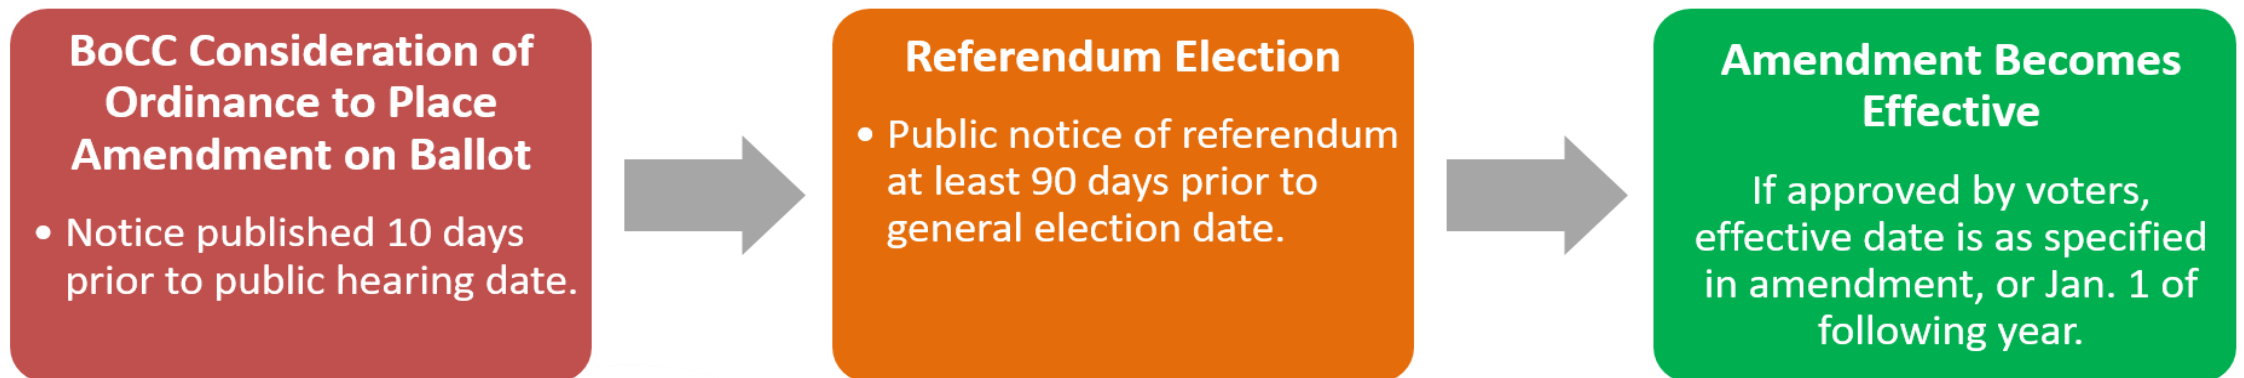 BoCC Consideration of
Ordinance to Place
Amendment on Ballot
• Notice published 10 days
prior to public hearing date.
Referendum Election
• Public notice of referendum
at least 90 days prior to
general election date.
Amendment Becomes
Effective
If approved by voters,
effective date is as specified
in amendment, or Jan. 1 of
following year.